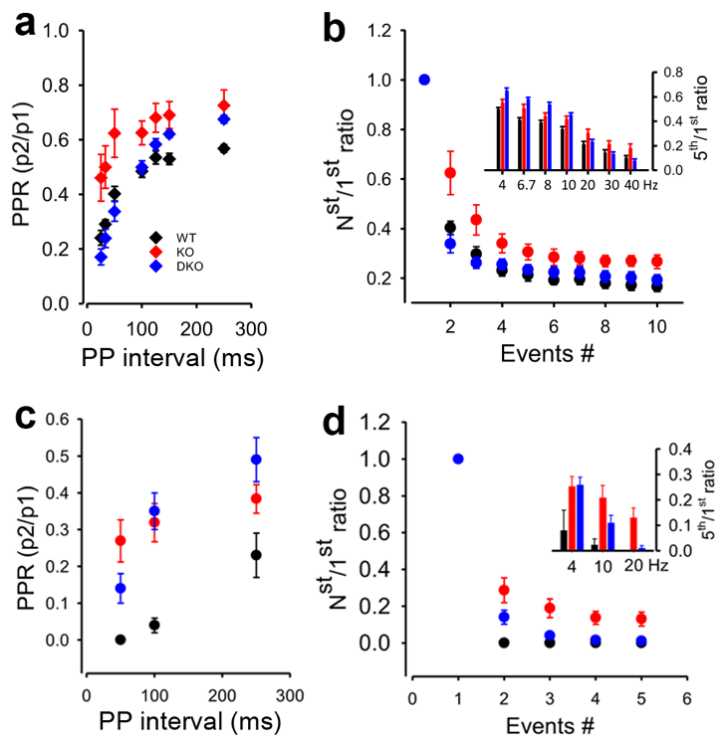 a
PPR (p2/p1)
1.0
0.8
0.6
0.4
0.2
0.0
WT
KO
DKO
0 100 200 300
PP interval (ms)
b
Nst/1st ratio
1.2
1.0
0.8
0.6
0.4
0.2
2 4 6 8 10
Events #
0.8
0.6
0.4
0.2
0.0
5th/1st ratio
4 6.7 8 10 20 30 40 Hz
c
PPR (p2/p1)
0.6
0.5
0.4
0.3
0.2
0.1
0.0
0 100 200 300
PP interval (ms)
d
Nst/1st ratio
1.2
1.0
0.8
0.6
0.4
0.2
0.0
0 1 2 3 4 5 6
Events #
0.4
0.3
0.2
0.1
0.0
5th/1st ratio
4 10 20 Hz